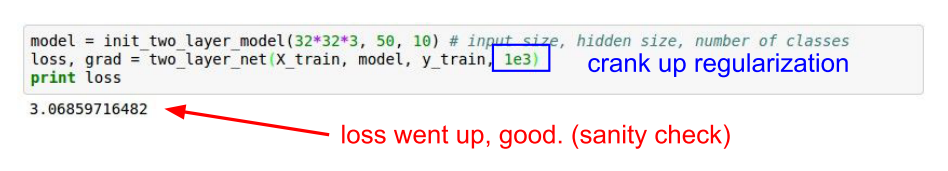 model = init_two_layer_model(32*32*3, 50, 10) # input size, hidden size, number of classes
loss, grad = two_layer_net(X_train, model, y_train, 1e3) crank up regularization
print loss
3.06859716482
loss went up, good. (sanity check)